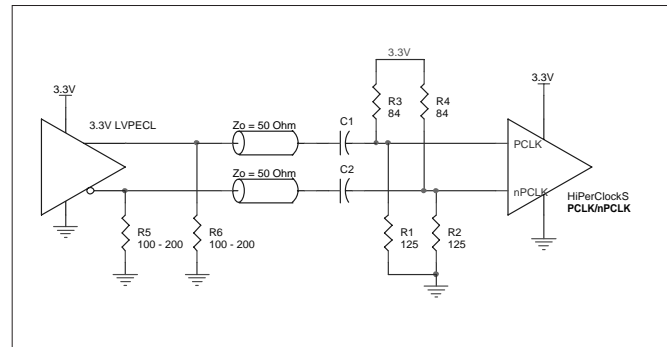 3.3V
3.3V LVPECL
R5
100 - 200
R6
100 - 200
Zo = 50 Ohm
Zo = 50 Ohm
C1
C2
3.3V
R3
84
R4
84
R1
125
R2
125
3.3V
PCLK
nPCLK
HiPerClockS
PCLK/nPCLK